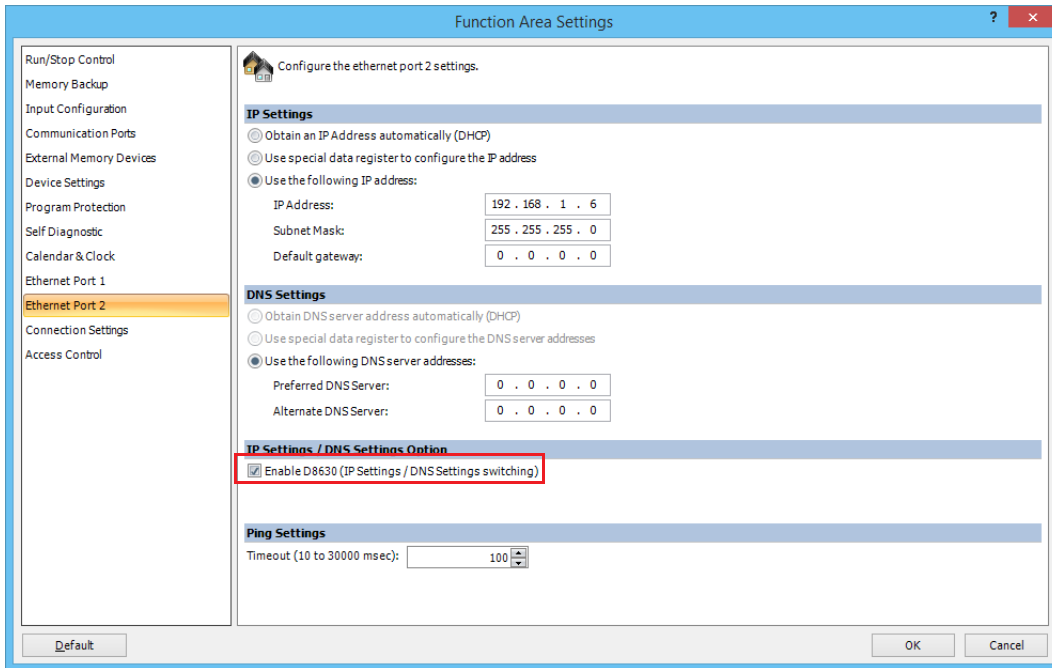 Function Area Settings
?
Run/Stop Control
Memory Backup
Input Configuration
Communication Ports
External Memory Devices
Device Settings
Program Protection
Self Diagnostic
Calendar & Clock
Ethernet Port 1
Ethernet Port 2
Connection Settings
Access Control
Configure the ethernet port 2 settings.
IP Settings
Obtain an IP Address automatically (DHCP)
Use special data register to configure the IP address
Use the following IP address:
IP Address: 192 . 168 . 1 . 6
Subnet Mask: 255 . 255 . 255 . 0
Default gateway: 0 . 0 . 0 . 0
DNS Settings
Obtain DNS server address automatically (DHCP)
Use special data register to configure the DNS server addresses
Use the following DNS server addresses:
Preferred DNS Server: 0 . 0 . 0 . 0
Alternate DNS Server: 0 . 0 . 0 . 0
IP Settings / DNS Settings Option
Enable D8630 (IP Settings / DNS Settings switching)
Ping Settings
Timeout (10 to 30000 msec): 100
Default OK Cancel